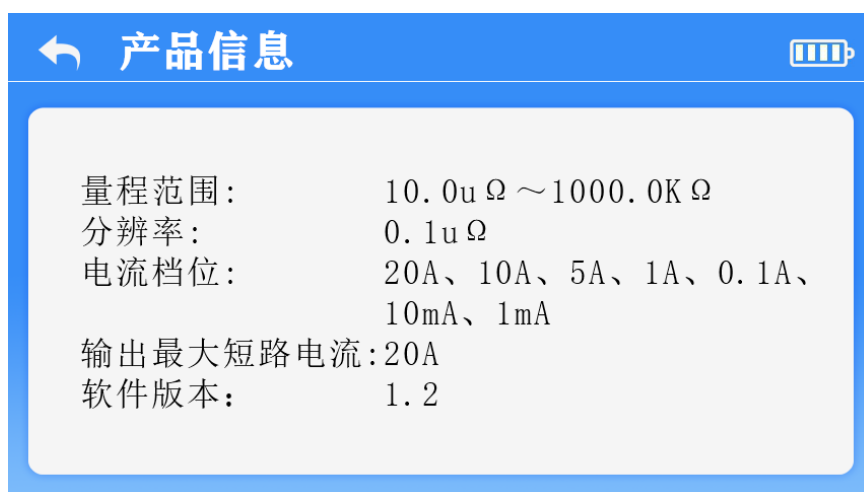 产品信息
量程范围: 10.0uΩ～1000.0KΩ
分辨率: 0.1uΩ
电流档位: 20A、10A、5A、1A、0.1A、
10mA、1mA
输出最大短路电流:20A
软件版本： 1.2